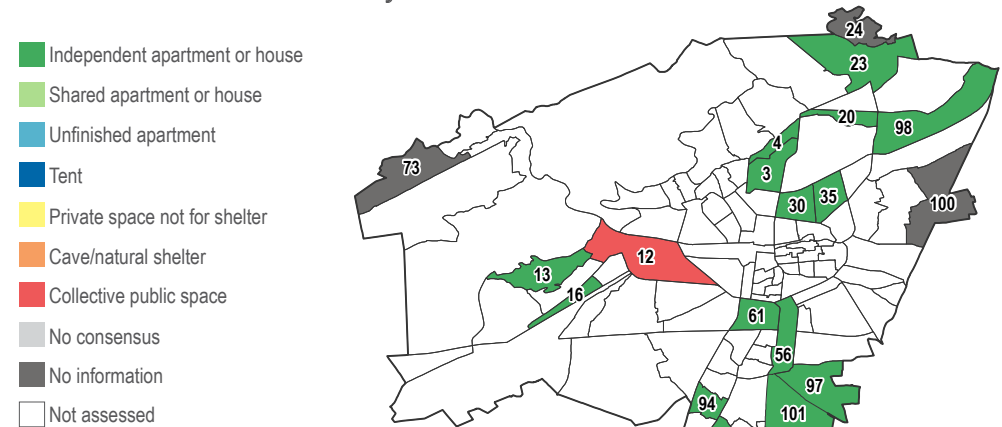 Independent apartment or house
Shared apartment or house
Unfinished apartment
Tent
Private space not for shelter
Cave/natural shelter
Collective public space
No consensus
No information
Not assessed
24
23
20
98
4
3
73
30
35
100
12
13
16
61
56
97
94
101